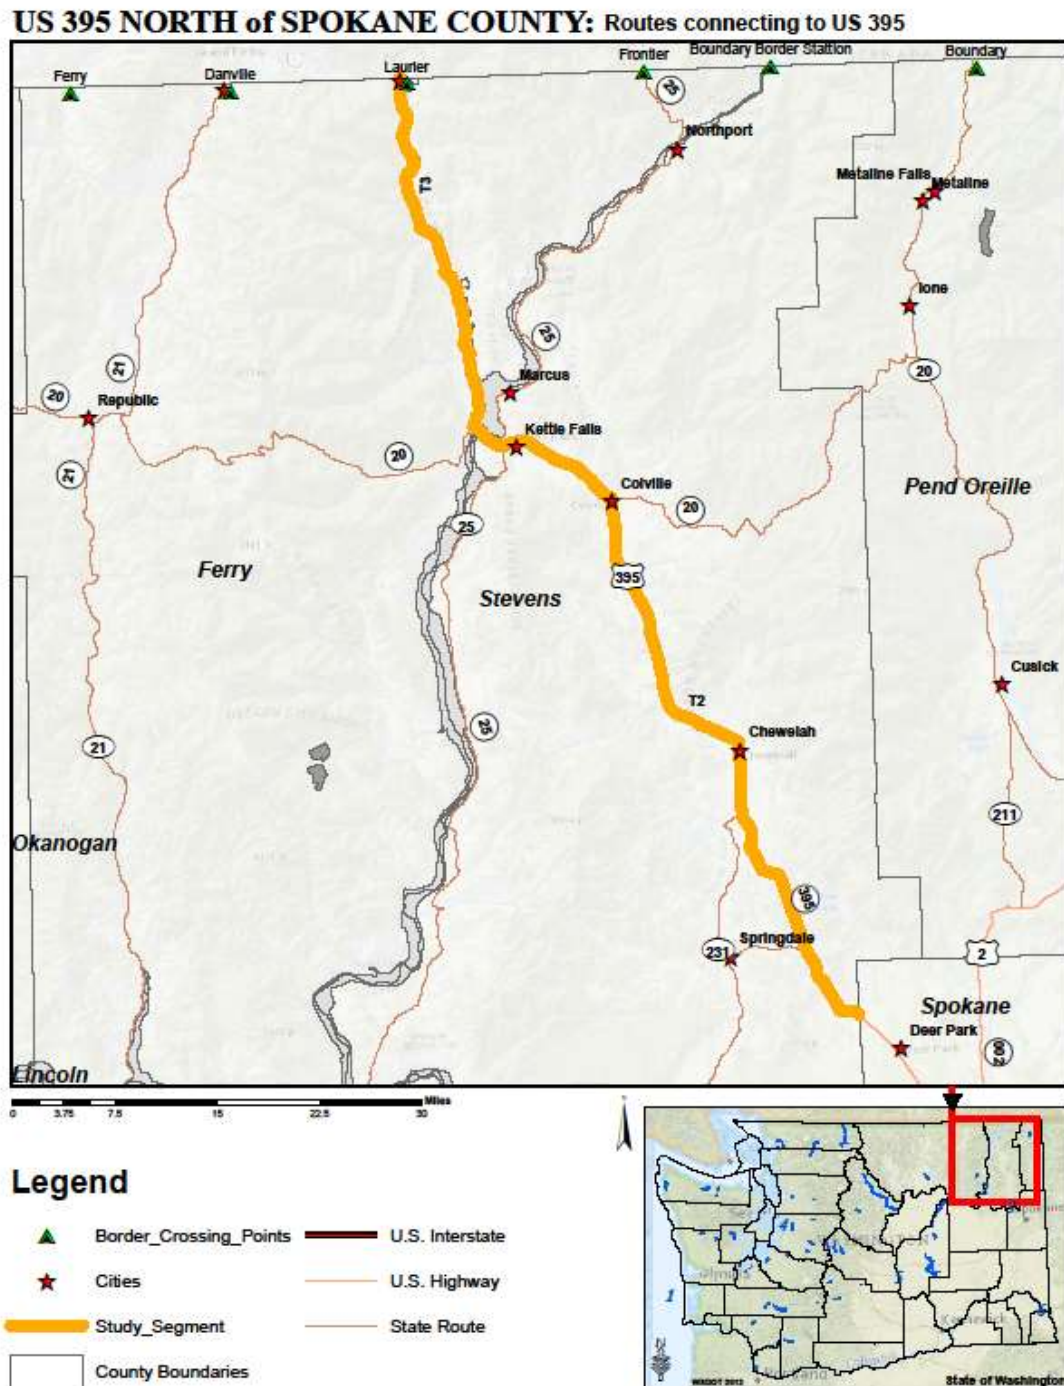 US 395 NORTH of SPOKANE COUNTY: Routes connecting to US 395
Ferry
Danville
Laurier
Frontier
Boundary Border Stattion
Boundary
25
Northport
Metaline Falls
Metaline
T3
Ione
25
21
20
20
Republic
Marcus
Kettle Falls
20
21
Colville
20
Pend Oreille
25
395
Ferry
Stevens
Cusick
T2
25
Chewelah
21
211
Okanogan
395
Springdale
231
2
Spokane
Deer Park
002
Lincoln
0 3.75 7.5 15 22.5 30 Miles
Legend
Border_Crossing_Points
U.S. Interstate
Cities
U.S. Highway
Study_Segment
State Route
County Boundaries
WSDOT 2012
State of Washington